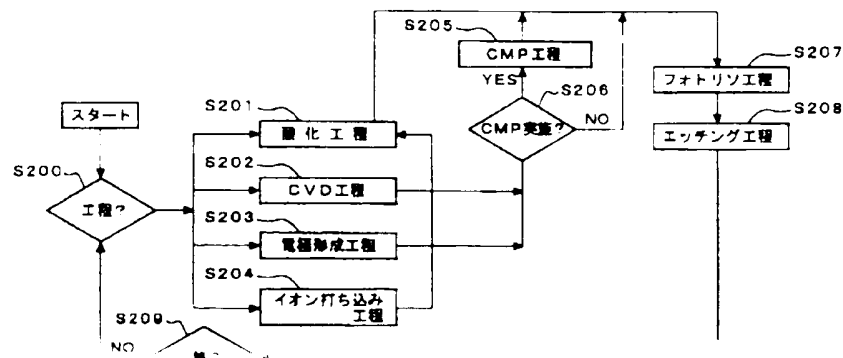 S205
CMP工程
S207
フォトリソ工程
YES
S206
CMP実施?
NO
S208
エッチング工程
スタート
S200
工程?
S201
酸化工程
S202
CVD工程
S203
電極形成工程
S204
イオン打ち込み
工程
S209
NO